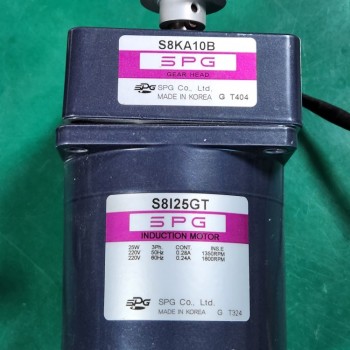 S8KA10B
SPG
GEAR HEAD
SPG SPG Co., Ltd.
MADE IN KOREA G T404
S8I25GT
SPG
INDUCTION MOTOR
25W 3Ph. CONT. INS.E
220V 50Hz 0.28A 1350RPM
220V 60Hz 0.24A 1600RPM
SPG SPG Co., Ltd.
MADE IN KOREA G T324